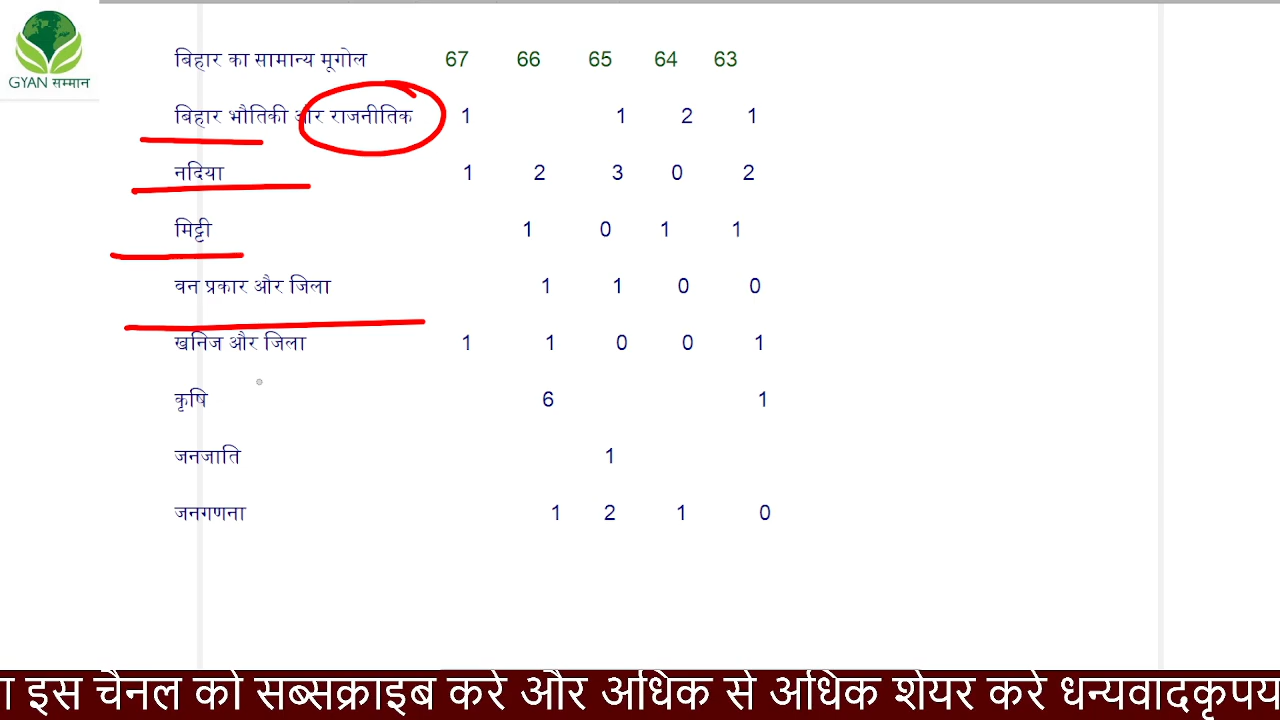 GYAN सम्मान
बिहार का सामान्य मूगोल 67 66 65 64 63
बिहार भौतिकी और राजनीतिक 1 1 2 1
नदिया 1 2 3 0 2
मिट्टी 1 0 1 1
वन प्रकार और जिला 1 1 0 0
खनिज और जिला 1 1 0 0 1
कृषि 6 1
जनजाति 1
जनगणना 1 2 1 0
इस चैनल को सब्सक्राइब करे और अधिक से अधिक शेयर करे धन्यवादकृपय